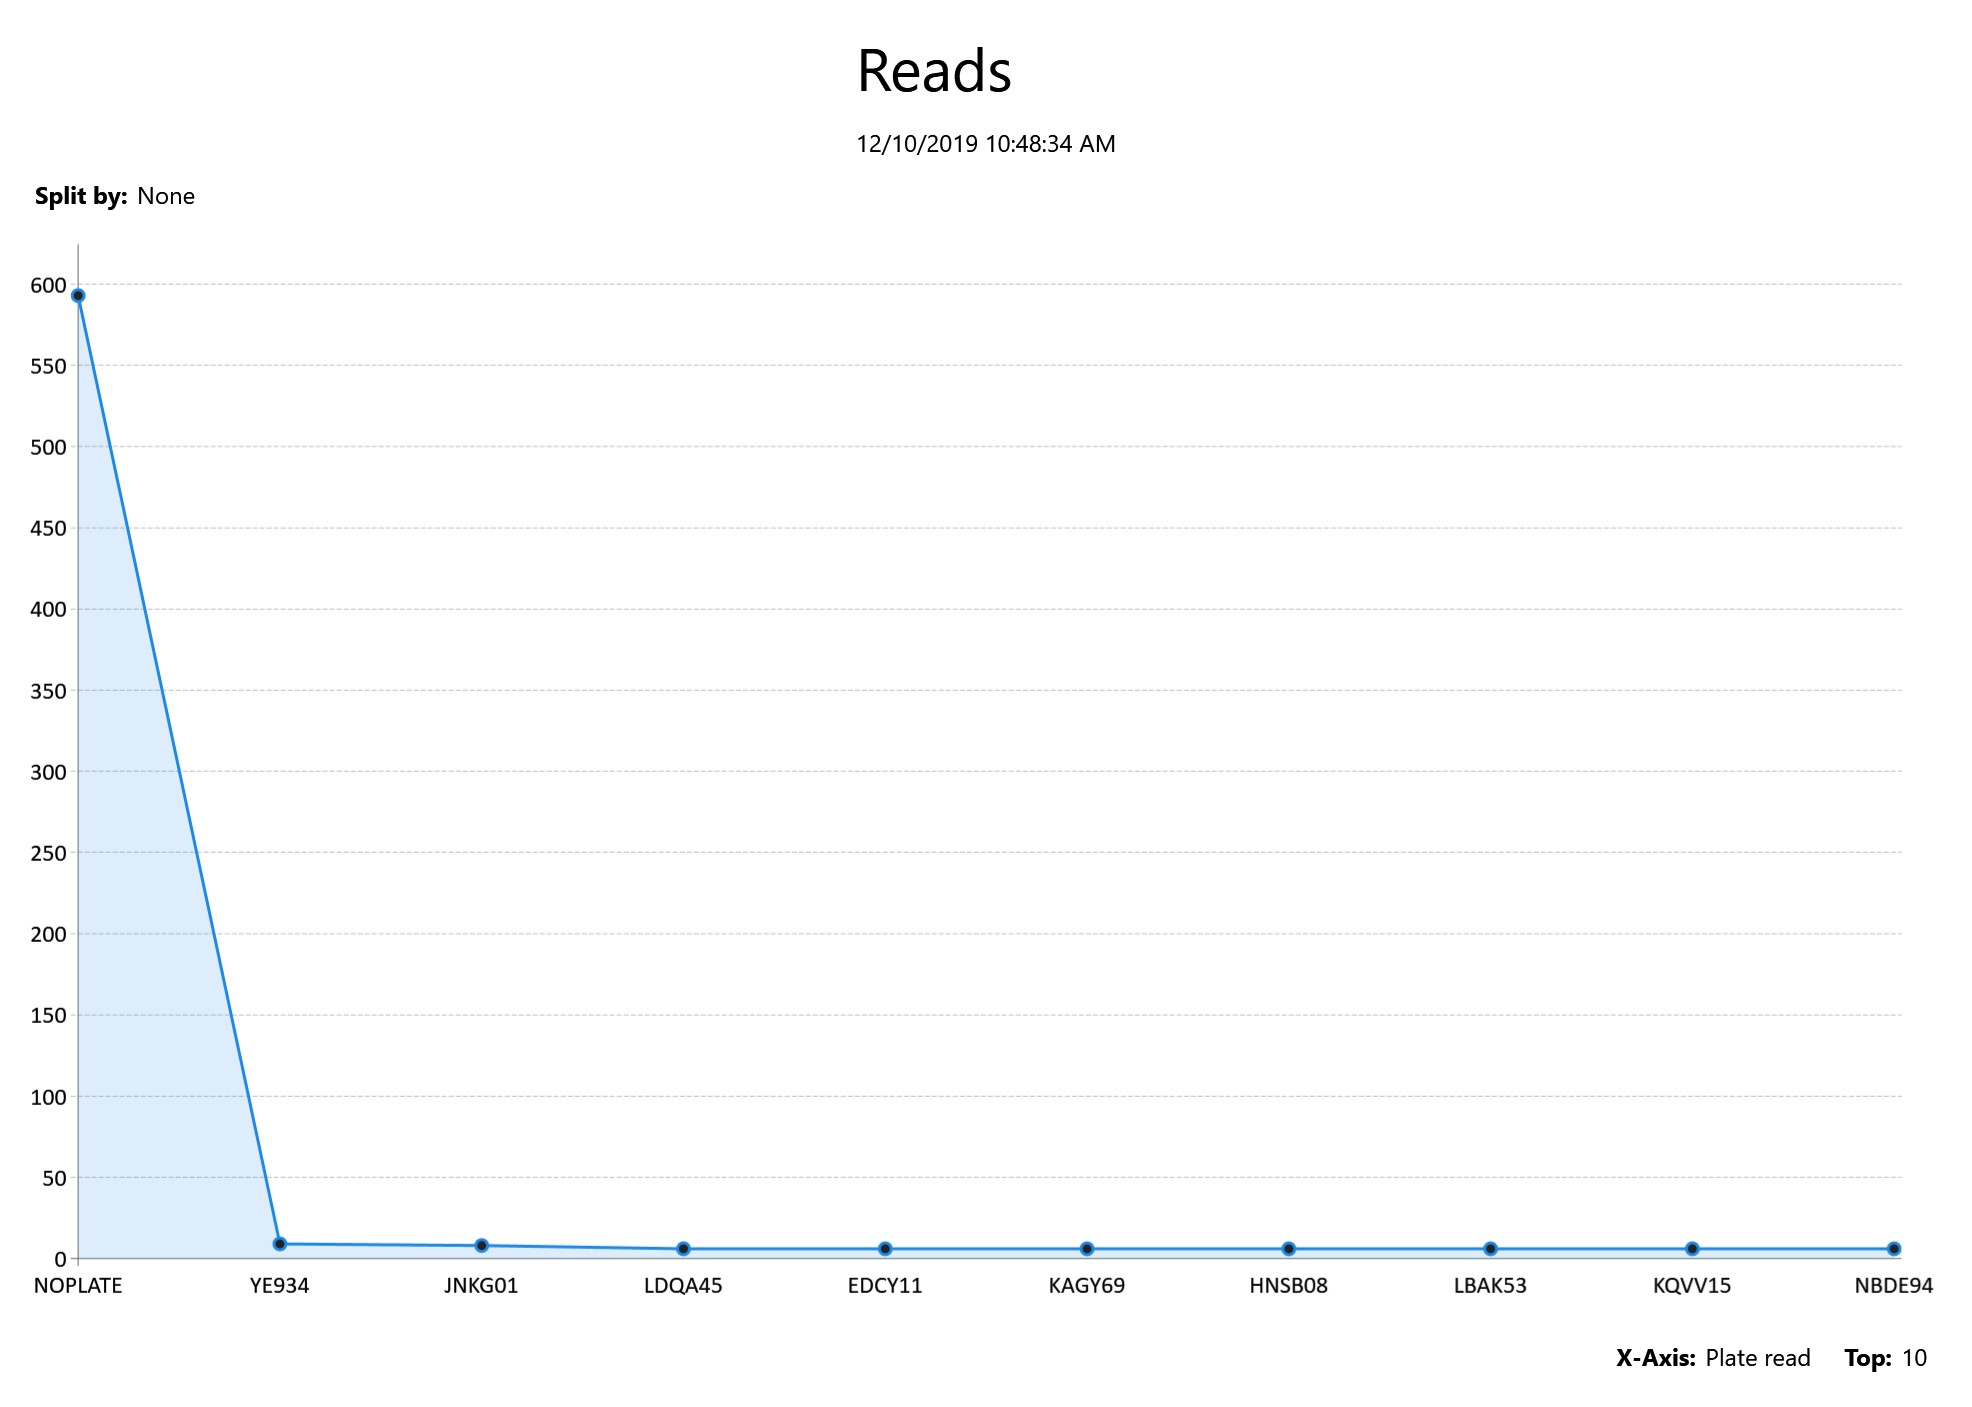 Reads
12/10/2019 10:48:34 AM
Split by: None
600
550
500
450
400
350
300
250
200
150
100
50
0
NOPLATE YE934 JNKG01 LDQA45 EDCY11 KAGY69 HNSB08 LBAK53 KQVV15 NBDE94
X-Axis: Plate read Top: 10